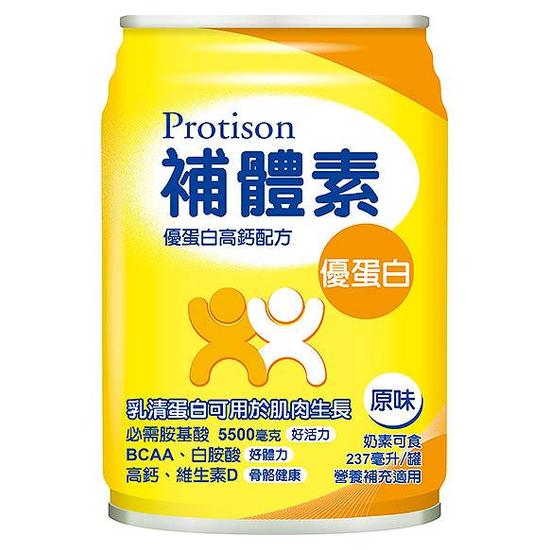 Protison
補體素
優蛋白高鈣配方
優蛋白
乳清蛋白可用於肌肉生長
原味
必需胺基酸 5500毫克 好活力
BCAA、白胺酸 好體力
高鈣、維生素D 骨骼健康
奶素可食
237毫升/罐
營養補充適用